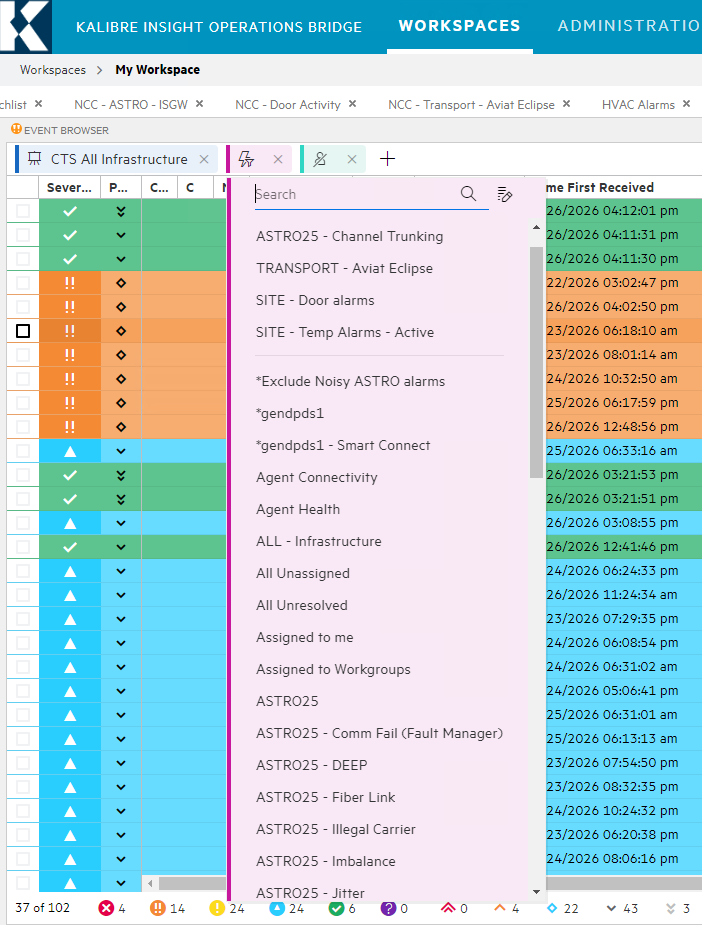 K
KALIBRE INSIGHT OPERATIONS BRIDGE
WORKSPACES
ADMINISTRATIO
Workspaces > My Workspace
chlist ×
NCC - ASTRO - ISGW ×
NCC - Door Activity ×
NCC - Transport - Aviat Eclipse ×
HVAC Alarms ×
EVENT BROWSER
CTS All Infrastructure ×
Sever... P... C... C me First Received
Search
ASTRO25 - Channel Trunking
TRANSPORT - Aviat Eclipse
SITE - Door alarms
SITE - Temp Alarms - Active
*Exclude Noisy ASTRO alarms
*gendpds1
*gendpds1 - Smart Connect
Agent Connectivity
Agent Health
ALL - Infrastructure
All Unassigned
All Unresolved
Assigned to me
Assigned to Workgroups
ASTRO25
ASTRO25 - Comm Fail (Fault Manager)
ASTRO25 - DEEP
ASTRO25 - Fiber Link
ASTRO25 - Illegal Carrier
ASTRO25 - Imbalance
ASTRO25 - Jitter
26/2026 04:12:01 pm
26/2026 04:11:31 pm
26/2026 04:11:30 pm
22/2026 03:02:47 pm
26/2026 04:02:50 pm
23/2026 06:18:10 am
23/2026 08:01:14 am
24/2026 10:32:50 am
25/2026 06:17:59 pm
26/2026 12:48:56 pm
25/2026 06:33:16 am
26/2026 03:21:53 pm
26/2026 03:21:51 pm
26/2026 03:08:55 pm
26/2026 12:41:46 pm
24/2026 06:24:33 pm
26/2026 11:24:34 am
23/2026 07:29:35 pm
24/2026 06:08:54 pm
24/2026 06:31:02 am
24/2026 05:06:41 pm
25/2026 06:31:01 am
25/2026 06:13:13 am
23/2026 07:54:50 pm
23/2026 08:32:35 pm
24/2026 10:24:32 pm
23/2026 06:20:38 pm
24/2026 08:06:16 pm
37 of 102 4 14 24 24 6 0 0 4 22 43 3